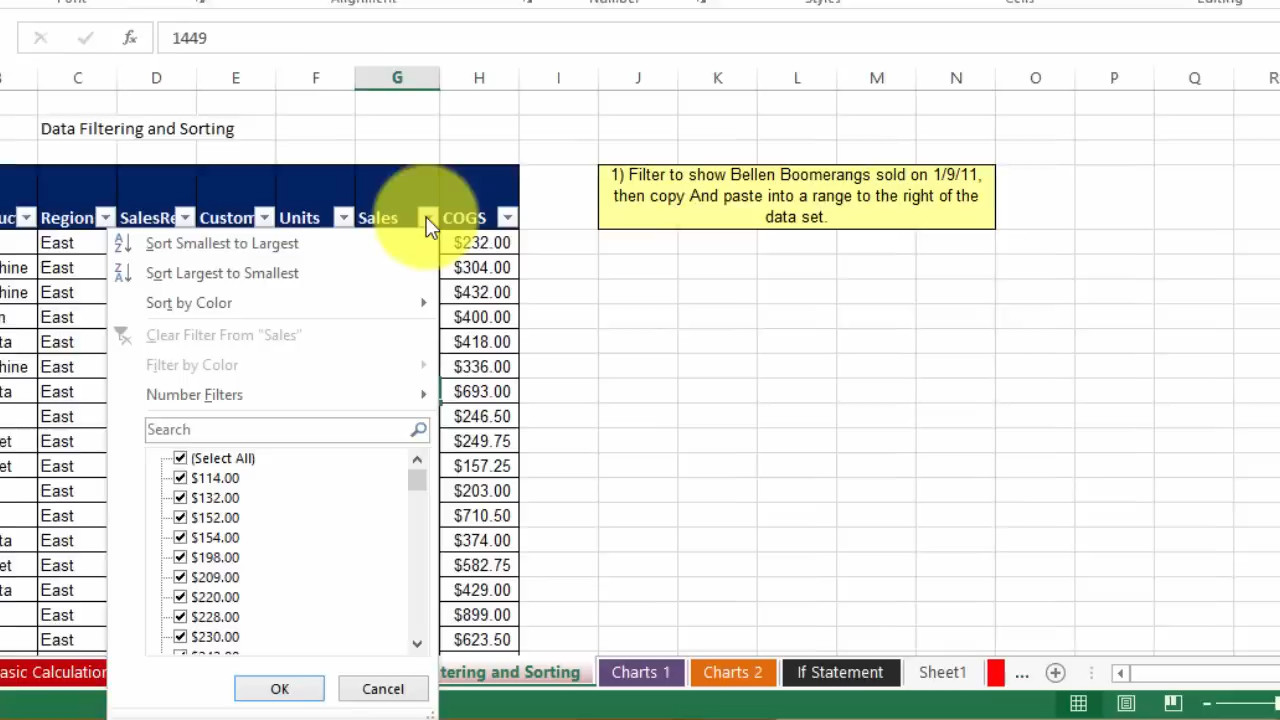 Font Alignment Number Styles Cells Editing
fx 1449
B C D E F G H I J K L M N O P Q R
Data Filtering and Sorting
1) Filter to show Bellen Boomerangs sold on 1/9/11,
then copy And paste into a range to the right of the
data set.
uc Region SalesRe Custom Units Sales COGS
East $232.00
hine East $304.00
hine East $432.00
n East $400.00
ta East $418.00
hine East $336.00
ta East $693.00
East $246.50
et East $249.75
et East $157.25
East $203.00
East $710.50
ta East $374.00
et East $582.75
ta East $429.00
East $899.00
East $623.50
Sort Smallest to Largest
Sort Largest to Smallest
Sort by Color
Clear Filter From "Sales"
Filter by Color
Number Filters
Search
(Select All)
$114.00
$132.00
$152.00
$154.00
$198.00
$209.00
$220.00
$228.00
$230.00
OK Cancel
asic Calculation tering and Sorting Charts 1 Charts 2 If Statement Sheet1 ...